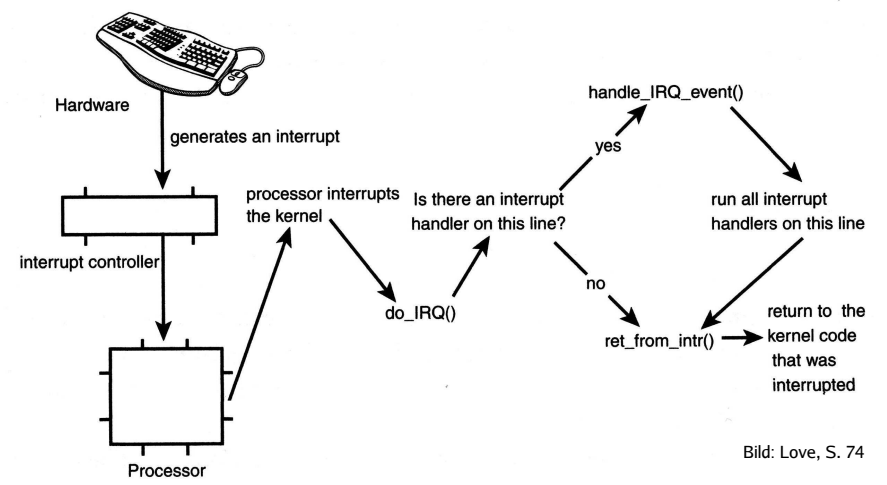 Hardware
generates an interrupt
interrupt controller
Processor
processor interrupts
the kernel
do_IRQ()
Is there an interrupt
handler on this line?
yes
no
handle_IRQ_event()
run all interrupt
handlers on this line
ret_from_intr()
return to the
kernel code
that was
interrupted
Bild: Love, S. 74